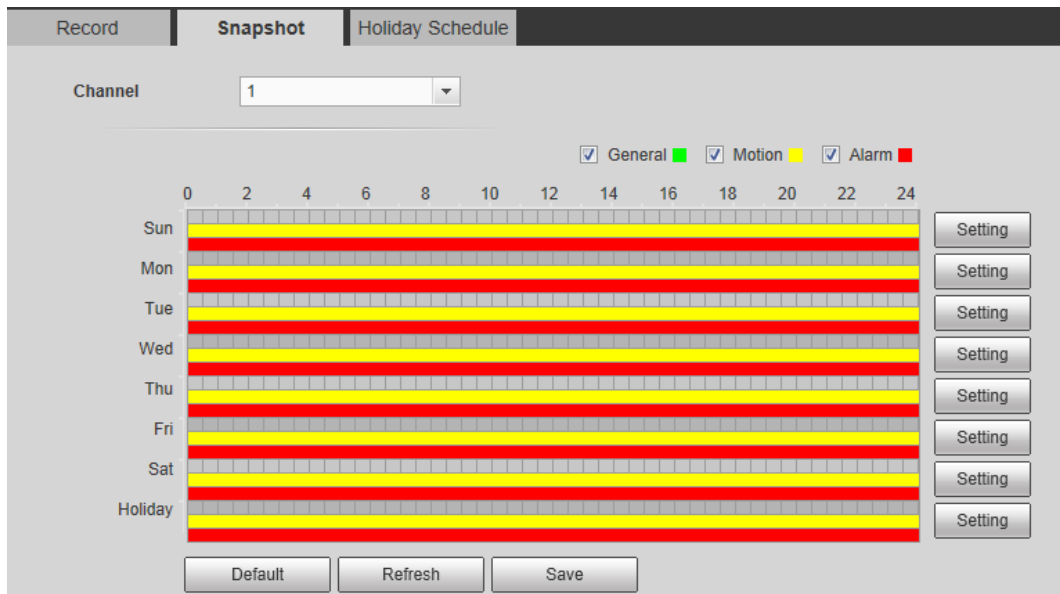 Record Snapshot Holiday Schedule
Channel 1
General Motion Alarm
0 2 4 6 8 10 12 14 16 18 20 22 24
Sun Setting
Mon Setting
Tue Setting
Wed Setting
Thu Setting
Fri Setting
Sat Setting
Holiday Setting
Default Refresh Save